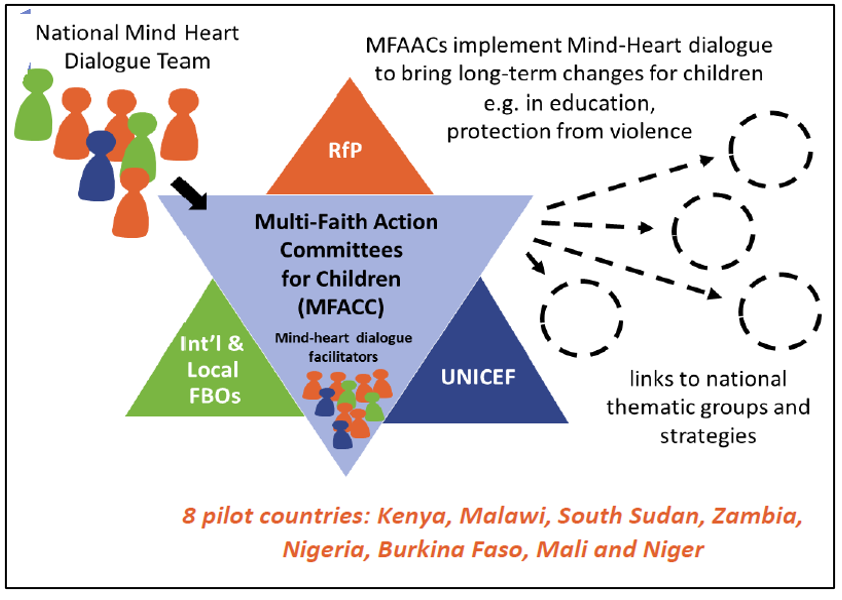 National Mind Heart
Dialogue Team
MFAACs implement Mind-Heart dialogue
to bring long-term changes for children
e.g. in education,
protection from violence
RfP
Multi-Faith Action
Committees
for Children
(MFACC)
Mind-heart dialogue
facilitators
Int'l &
Local
FBOs
UNICEF
links to national
thematic groups and
strategies
8 pilot countries: Kenya, Malawi, South Sudan, Zambia,
Nigeria, Burkina Faso, Mali and Niger